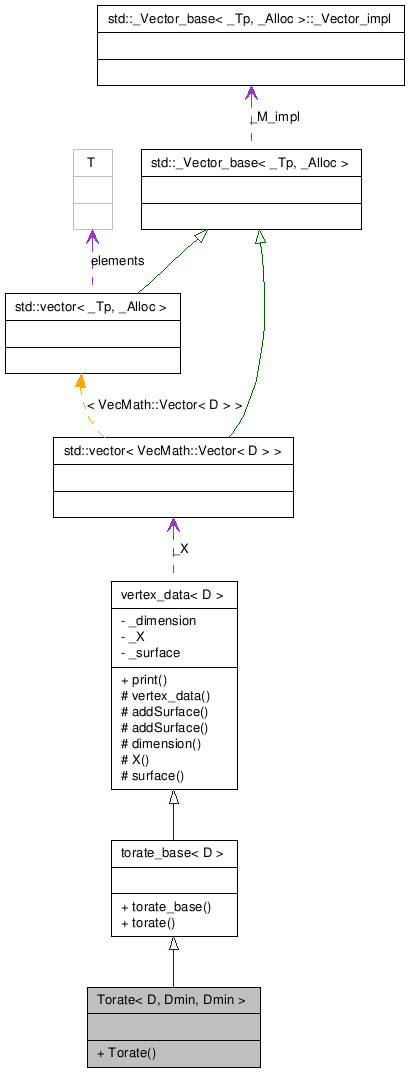 std::_Vector_base< _Tp, _Alloc >::_Vector_impl
_M_impl
T
std::_Vector_base< _Tp, _Alloc >
elements
std::vector< _Tp, _Alloc >
< VecMath::Vector< D > >
std::vector< VecMath::Vector< D > >
_X
vertex_data< D >
- _dimension
- _X
- _surface
+ print()
# vertex_data()
# addSurface()
# addSurface()
# dimension()
# X()
# surface()
torate_base< D >
+ torate_base()
+ torate()
Torate< D, Dmin, Dmin >
+ Torate()